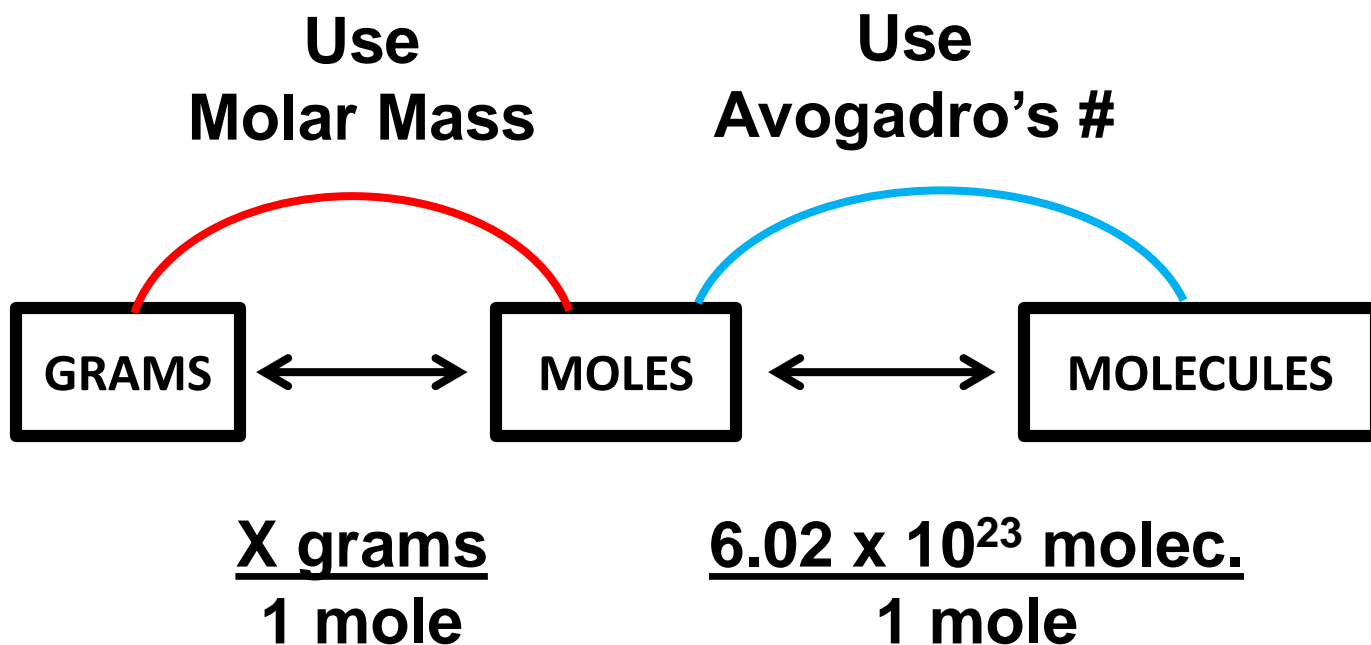 Use
Molar Mass
Use
Avogadro’s #
GRAMS
MOLES
MOLECULES
X grams
1 mole
6.02 x 10²³ molec.
1 mole